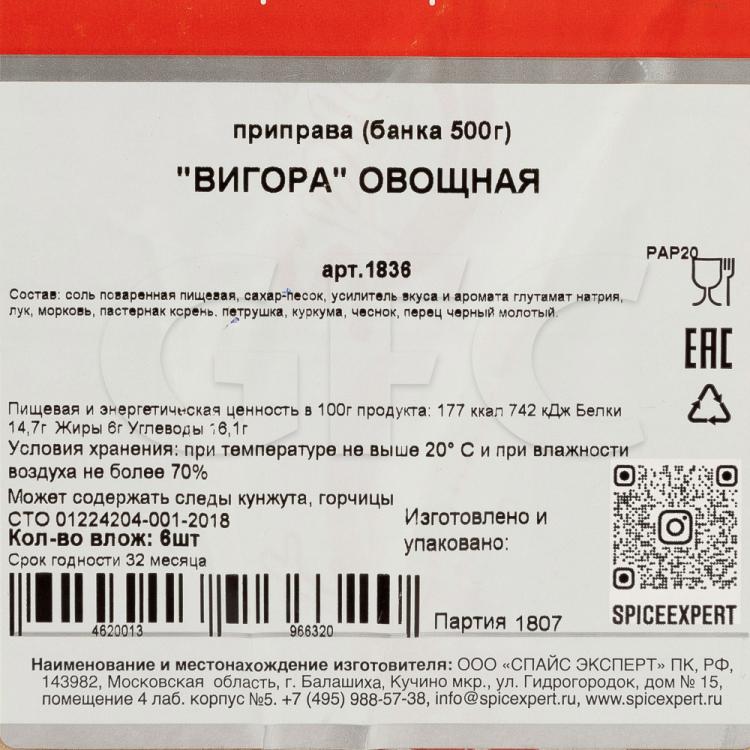 приправа (банка 500г)
"ВИГОРА" ОВОЩНАЯ
арт.1836
PAP20
Состав: соль поваренная пищевая, сахар-песок, усилитель вкуса и аромата глутамат натрия,
лук, морковь, пастернак корень, петрушка, куркума, чеснок, перец черный молотый.
GFC
EAC
Пищевая и энергетическая ценность в 100г продукта: 177 ккал 742 кДж Белки
14,7г Жиры 6г Углеводы 16,1г
Условия хранения: при температуре не выше 20° С и при влажности
воздуха не более 70%
Может содержать следы кунжута, горчицы
СТО 01224204-001-2018
Кол-во влож: 6шт
Срок годности 32 месяца
Изготовлено и
упаковано:
4620013 966320
Партия 1807
SPICEEXPERT
Наименование и местонахождение изготовителя: ООО «СПАЙС ЭКСПЕРТ» ПК, РФ,
143982, Московская область, г. Балашиха, Кучино мкр., ул. Гидрогородок, дом № 15,
помещение 4 лаб. корпус №5. +7 (495) 988-57-38, info@spicexpert.ru, www.spicexpert.ru